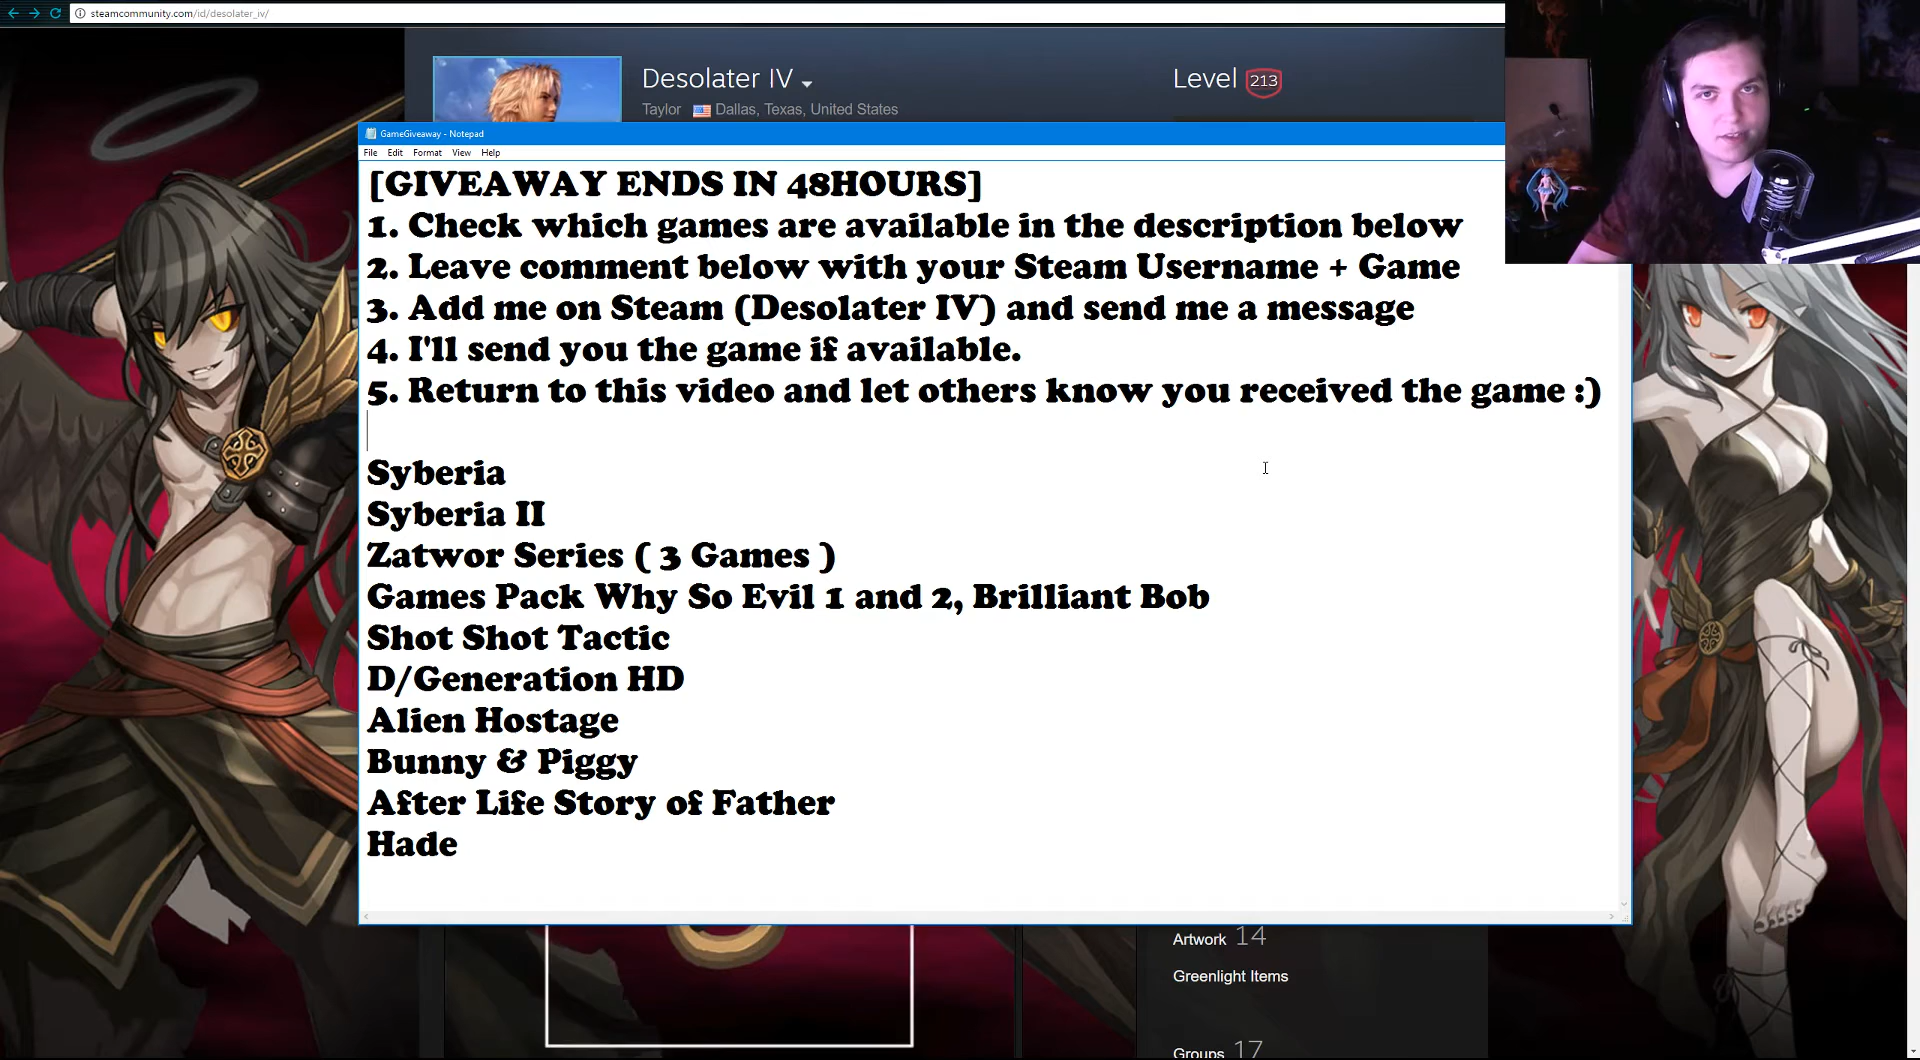 steamcommunity.com/id/desolater_iv/
Desolater IV
Level 213
Taylor Dallas, Texas, United States
GameGiveaway - Notepad
File Edit Format View Help
[GIVEAWAY ENDS IN 48HOURS]
1. Check which games are available in the description below
2. Leave comment below with your Steam Username + Game
3. Add me on Steam (Desolater IV) and send me a message
4. I'll send you the game if available.
5. Return to this video and let others know you received the game :)
Syberia
Syberia II
Zatwor Series ( 3 Games )
Games Pack Why So Evil 1 and 2, Brilliant Bob
Shot Shot Tactic
D/Generation HD
Alien Hostage
Bunny & Piggy
After Life Story of Father
Hade
Artwork 14
Greenlight Items
Groups 17